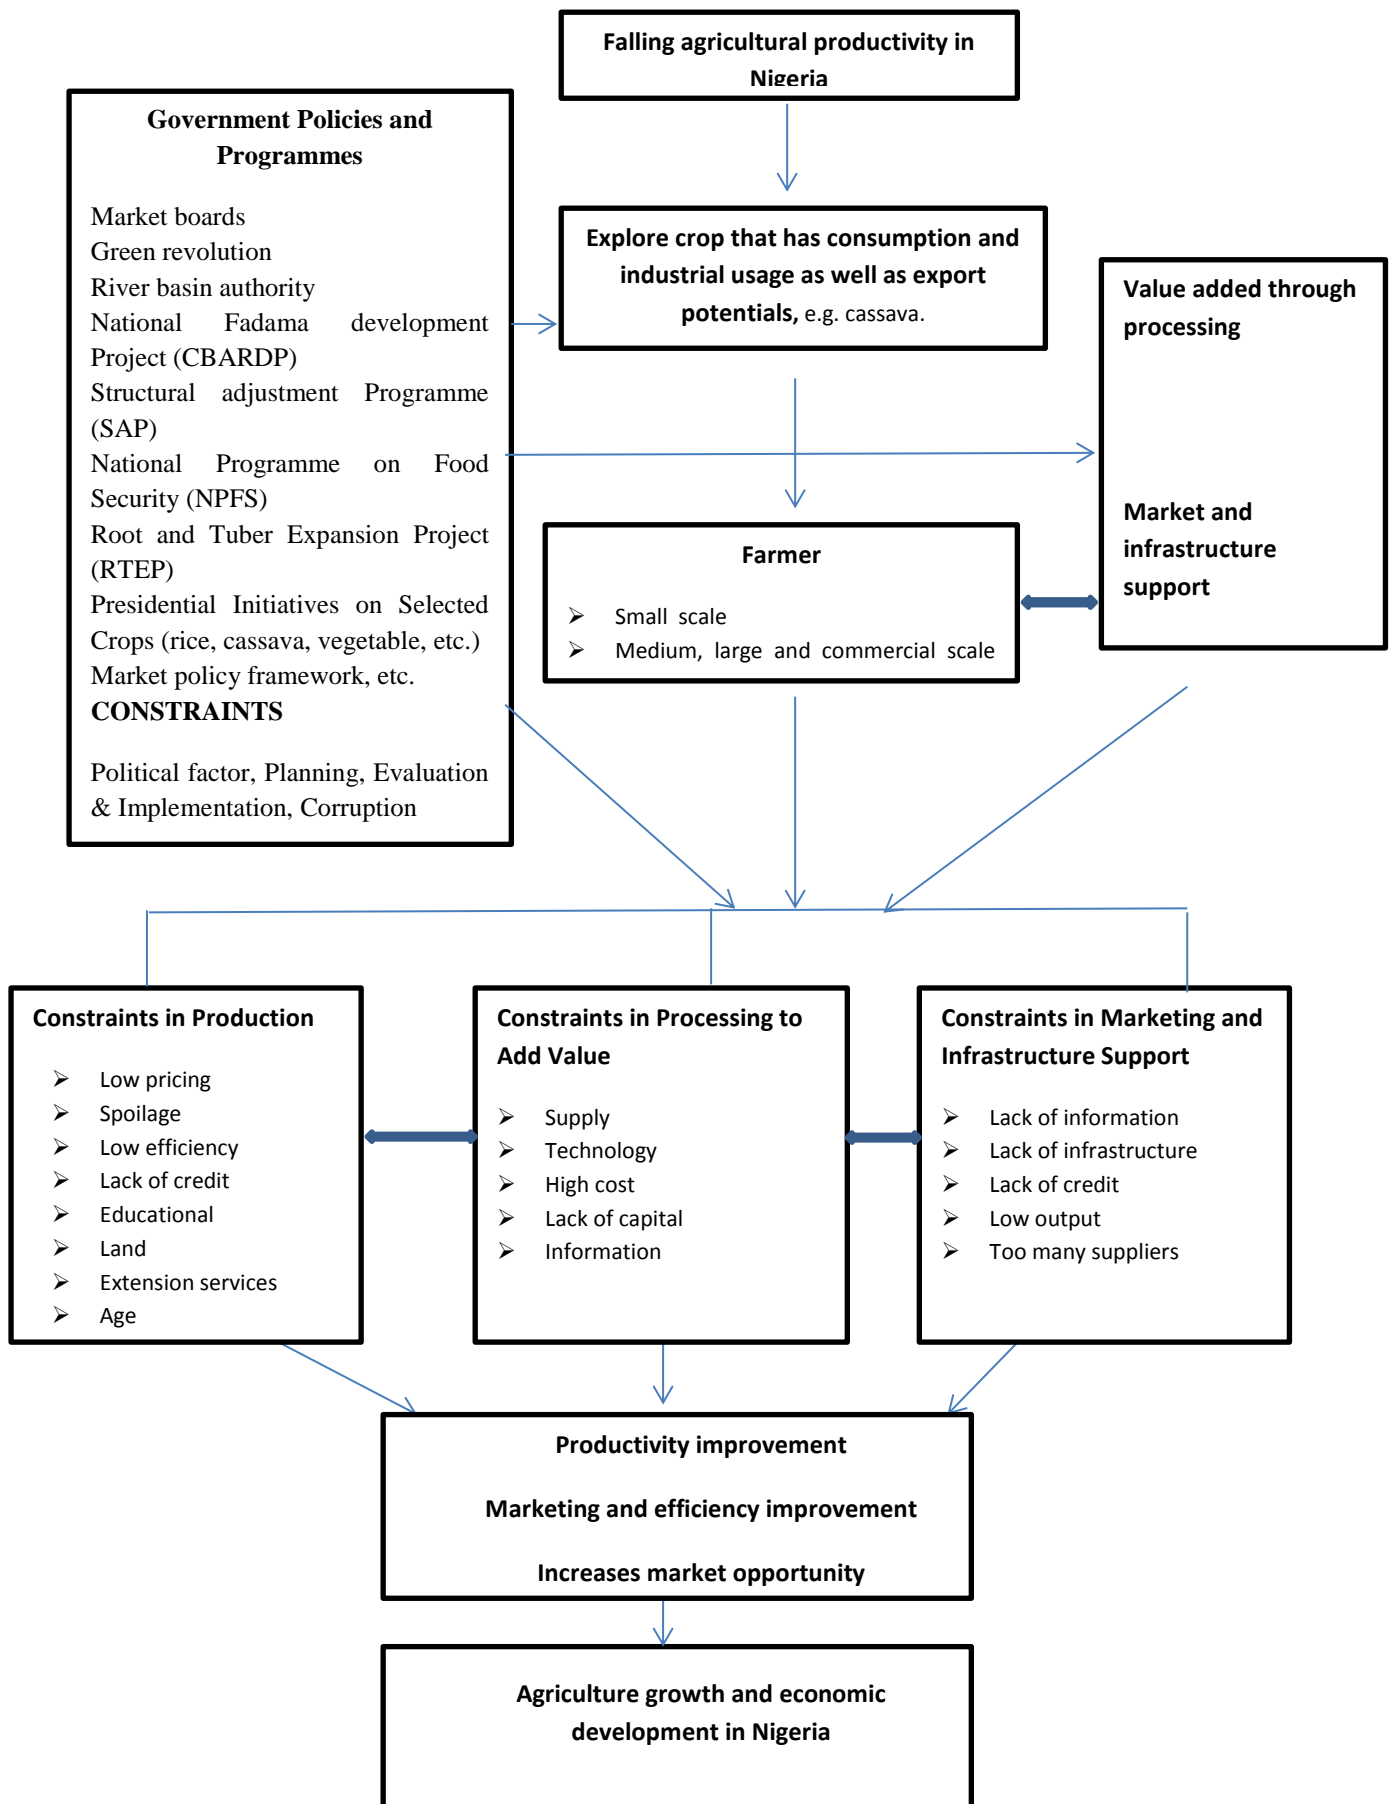 Falling agricultural productivity in
Nigeria
Government Policies and
Programmes
Market boards
Green revolution
River basin authority
National Fadama development
Project (CBARDP)
Structural adjustment Programme
(SAP)
National Programme on Food
Security (NPFS)
Root and Tuber Expansion Project
(RTEP)
Presidential Initiatives on Selected
Crops (rice, cassava, vegetable, etc.)
Market policy framework, etc.
CONSTRAINTS
Political factor, Planning, Evaluation
& Implementation, Corruption
Explore crop that has consumption and
industrial usage as well as export
potentials, e.g. cassava.
Value added through
processing
Market and
infrastructure
support
Farmer
➢ Small scale
➢ Medium, large and commercial scale
Constraints in Production
➢ Low pricing
➢ Spoilage
➢ Low efficiency
➢ Lack of credit
➢ Educational
➢ Land
➢ Extension services
➢ Age
Constraints in Processing to
Add Value
➢ Supply
➢ Technology
➢ High cost
➢ Lack of capital
➢ Information
Constraints in Marketing and
Infrastructure Support
➢ Lack of information
➢ Lack of infrastructure
➢ Lack of credit
➢ Low output
➢ Too many suppliers
Productivity improvement
Marketing and efficiency improvement
Increases market opportunity
Agriculture growth and economic
development in Nigeria